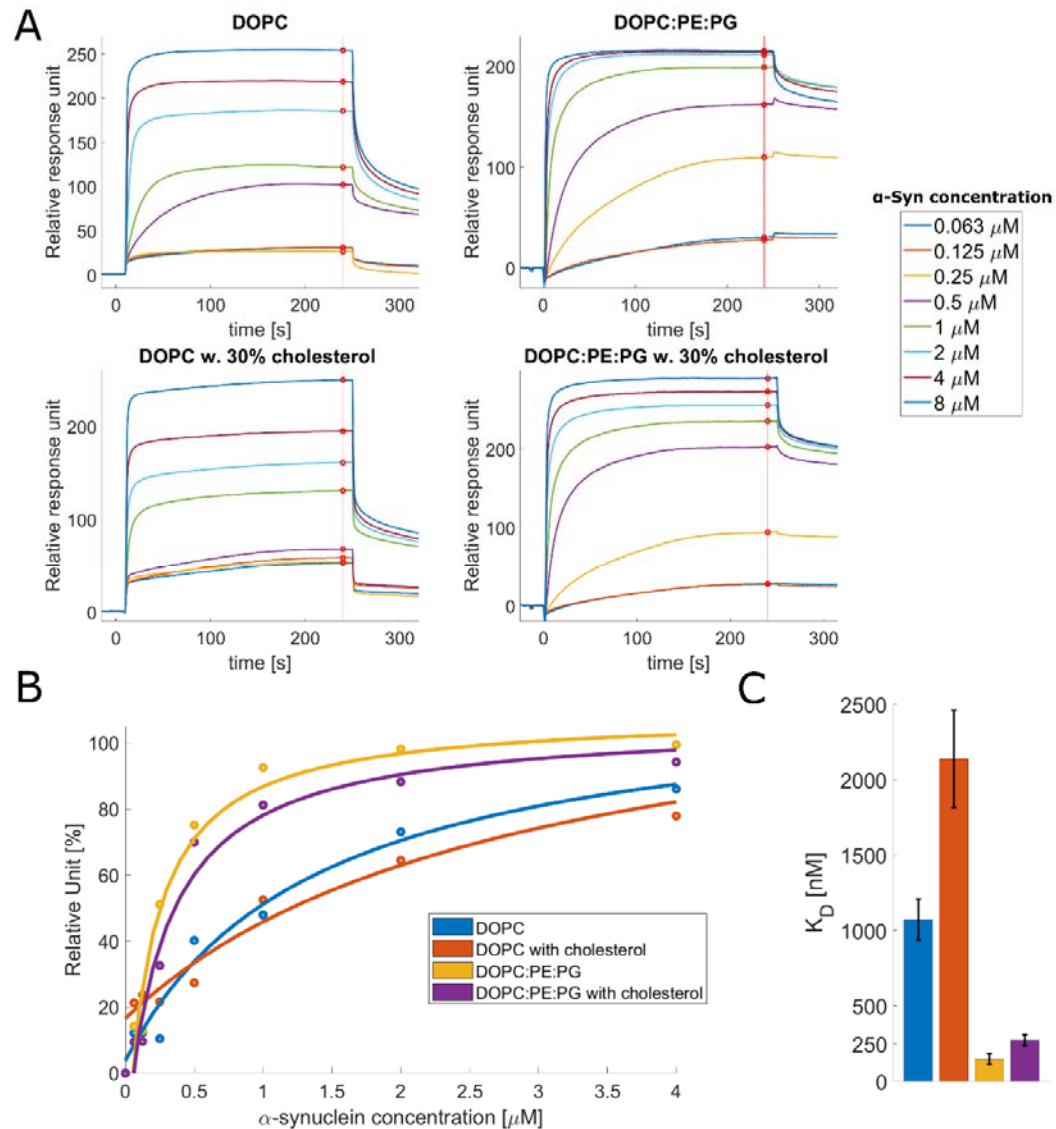 A
DOPC
Relative response unit
250
200
150
100
50
0
0
100
200
300
time [s]
DOPC:PE:PG
Relative response unit
200
100
0
0
100
200
300
time [s]
α-Syn concentration
0.063 μM
0.125 μM
0.25 μM
0.5 μM
1 μM
2 μM
4 μM
8 μM
DOPC w. 30% cholesterol
Relative response unit
200
100
0
0
100
200
300
time [s]
DOPC:PE:PG w. 30% cholesterol
Relative response unit
200
100
0
0
100
200
300
time [s]
B
Relative Unit [%]
100
80
60
40
20
0
0
0.5
1
1.5
2
2.5
3
3.5
4
α-synuclein concentration [μM]
DOPC
DOPC with cholesterol
DOPC:PE:PG
DOPC:PE:PG with cholesterol
C
K_D [nM]
2500
2000
1500
1000
500
250
0